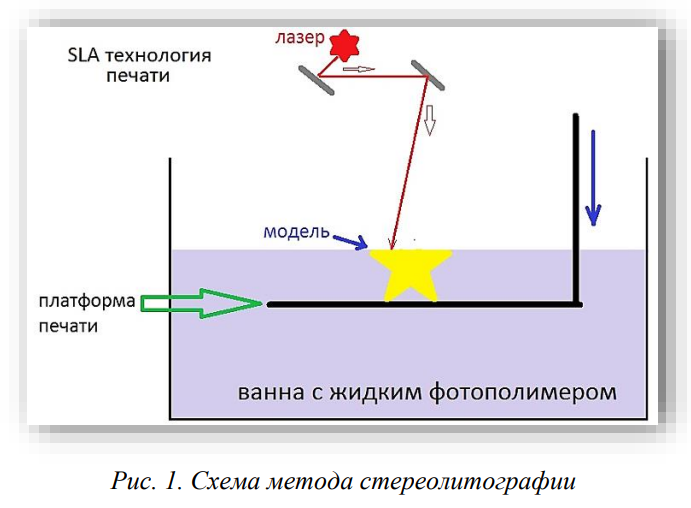 SLA технология
печати
лазер
модель
платформа
печати
ванна с жидким фотополимером
Рис. 1. Схема метода стереолитографии